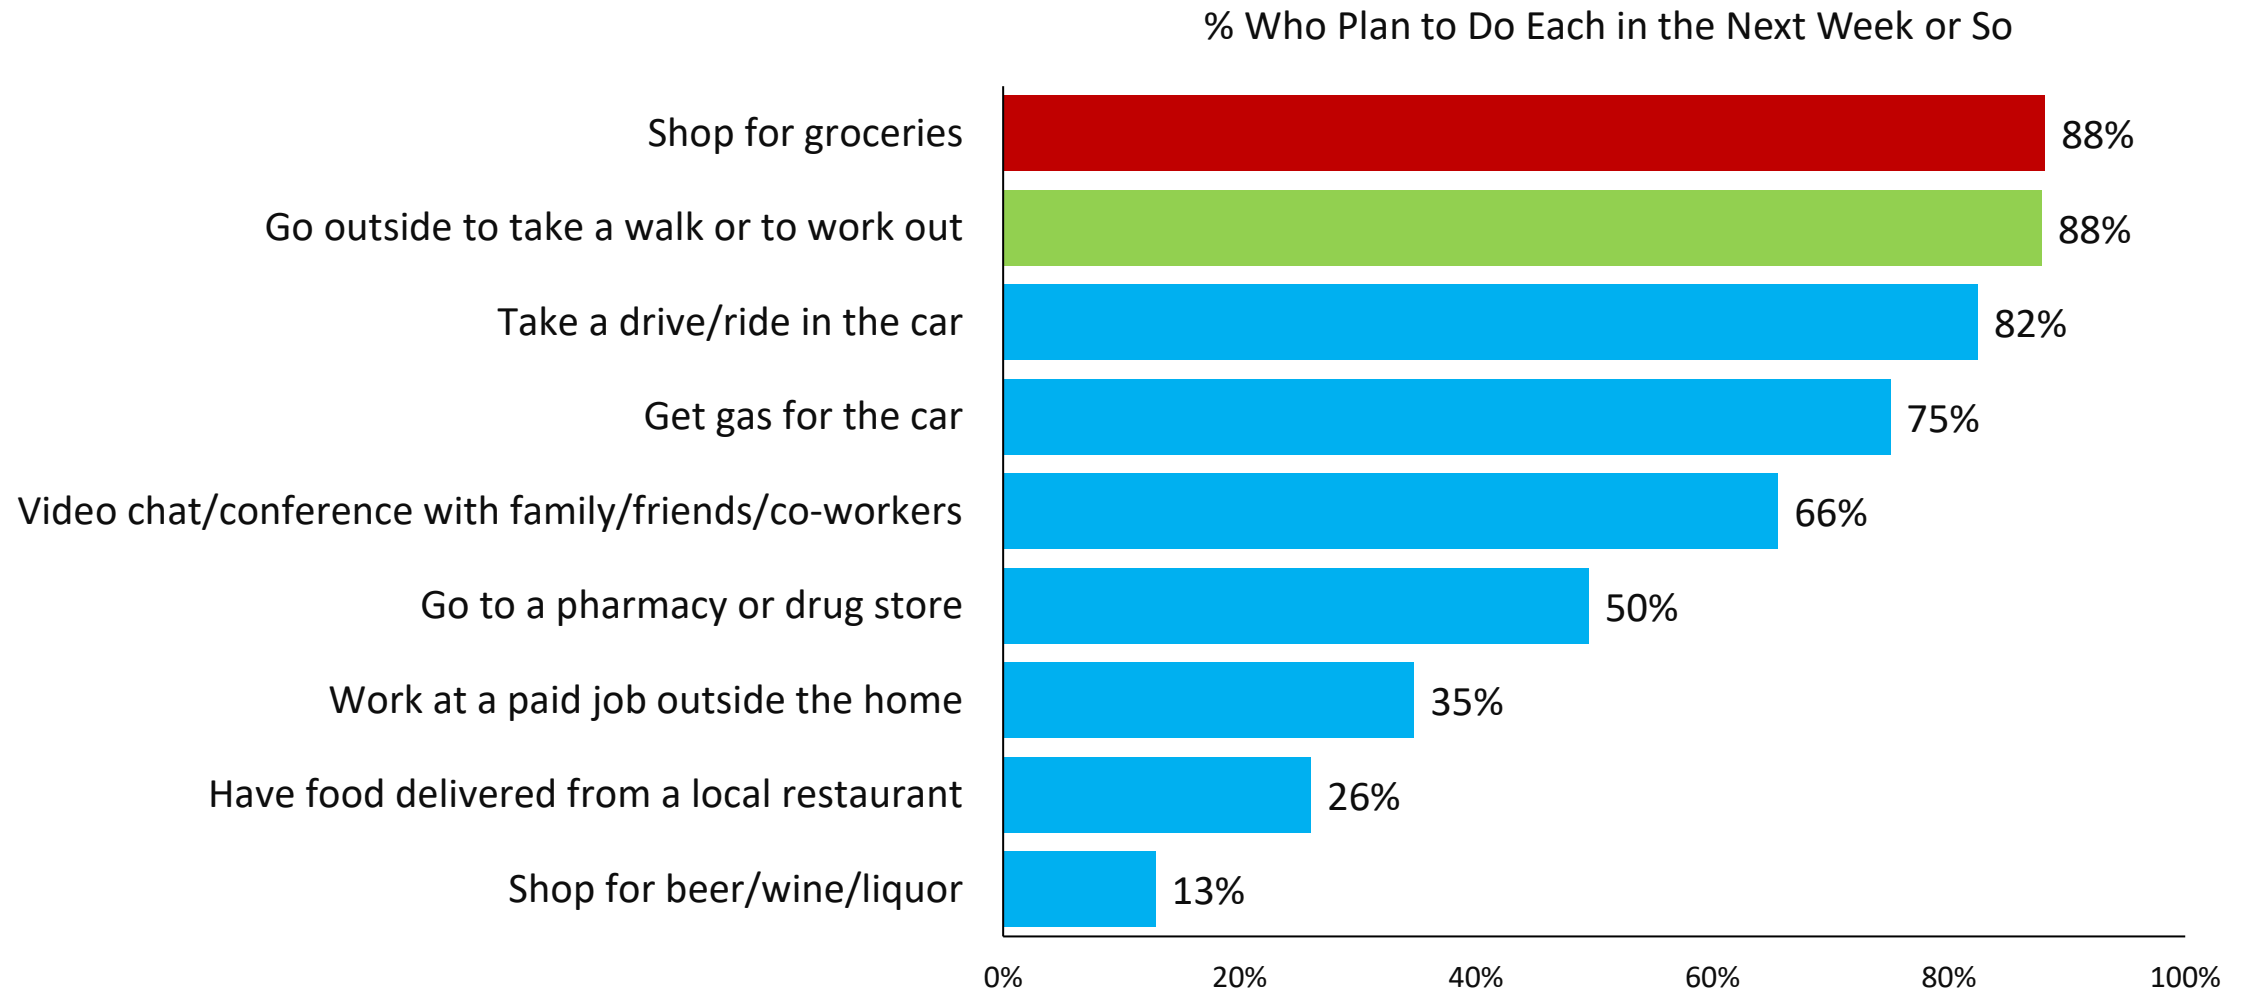 % Who Plan to Do Each in the Next Week or So
Shop for groceries
88%
Go outside to take a walk or to work out
88%
Take a drive/ride in the car
82%
Get gas for the car
75%
Video chat/conference with family/friends/co-workers
66%
Go to a pharmacy or drug store
50%
Work at a paid job outside the home
35%
Have food delivered from a local restaurant
26%
Shop for beer/wine/liquor
13%
0% 20% 40% 60% 80% 100%